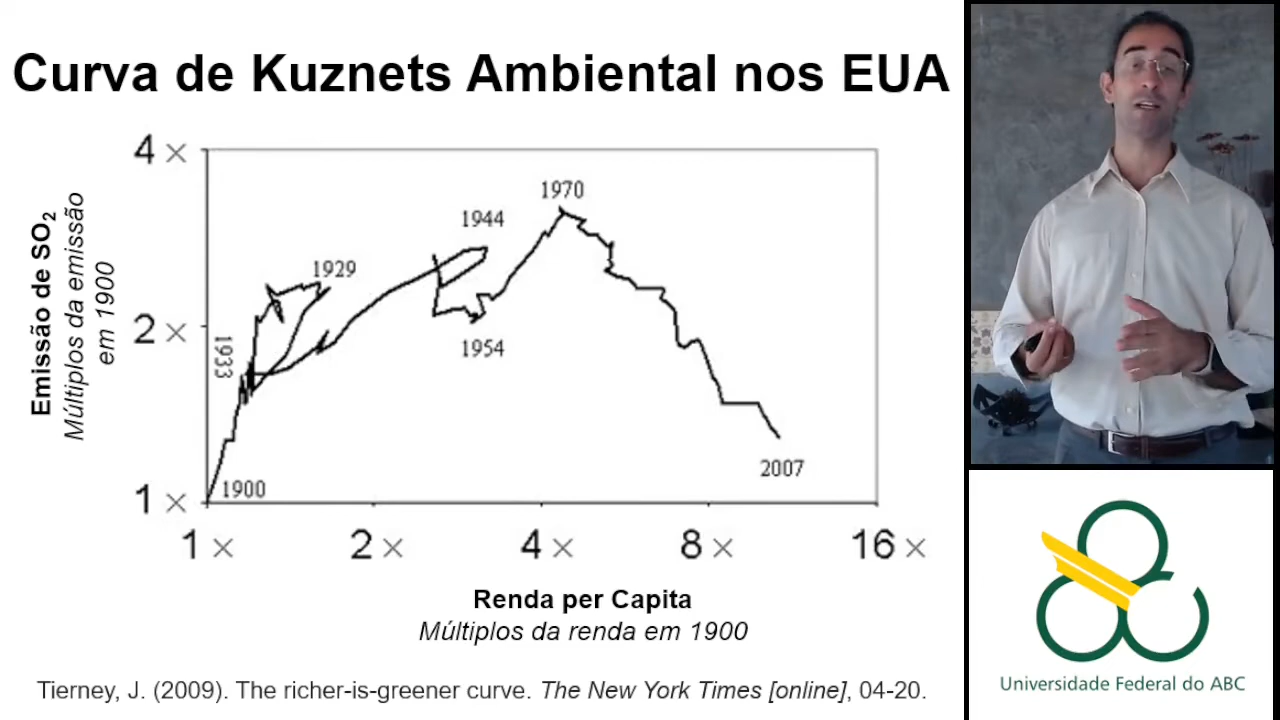 Curva de Kuznets Ambiental nos EUA
Emissão de SO₂
Múltiplos da emissão
em 1900
4 ×
2 ×
1 ×
1970
1944
1929
1933
1954
1900
2007
1 ×
2 ×
4 ×
8 ×
16 ×
Renda per Capita
Múltiplos da renda em 1900
Tierney, J. (2009). The richer-is-greener curve. The New York Times [online], 04-20.
Universidade Federal do ABC